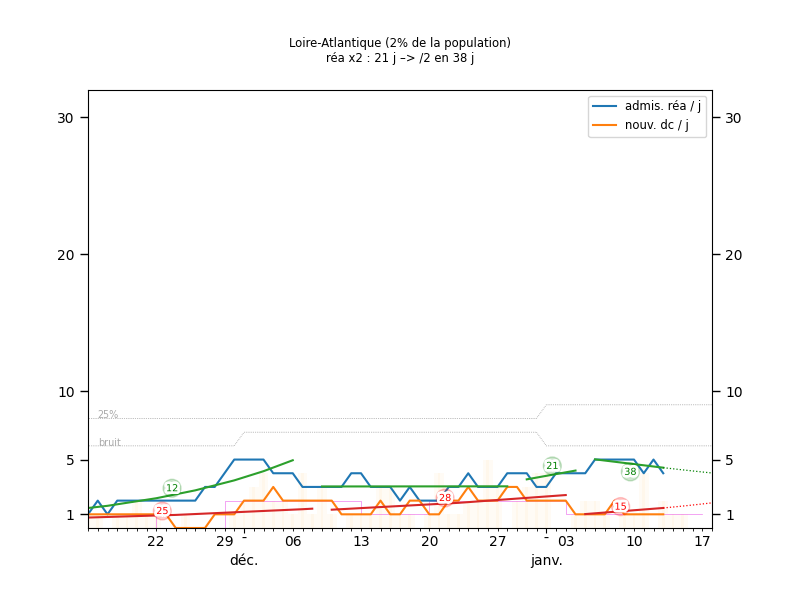 Loire-Atlantique (2% de la population)
réa x2 : 21 j –> /2 en 38 j
admis. réa / j
nouv. dc / j
30 30
20 20
10 10
25%
bruit
5 5
21
38
12
28
15
25
1 1
22 29 - 06 13 20 27 - 03 10 17
déc. janv.